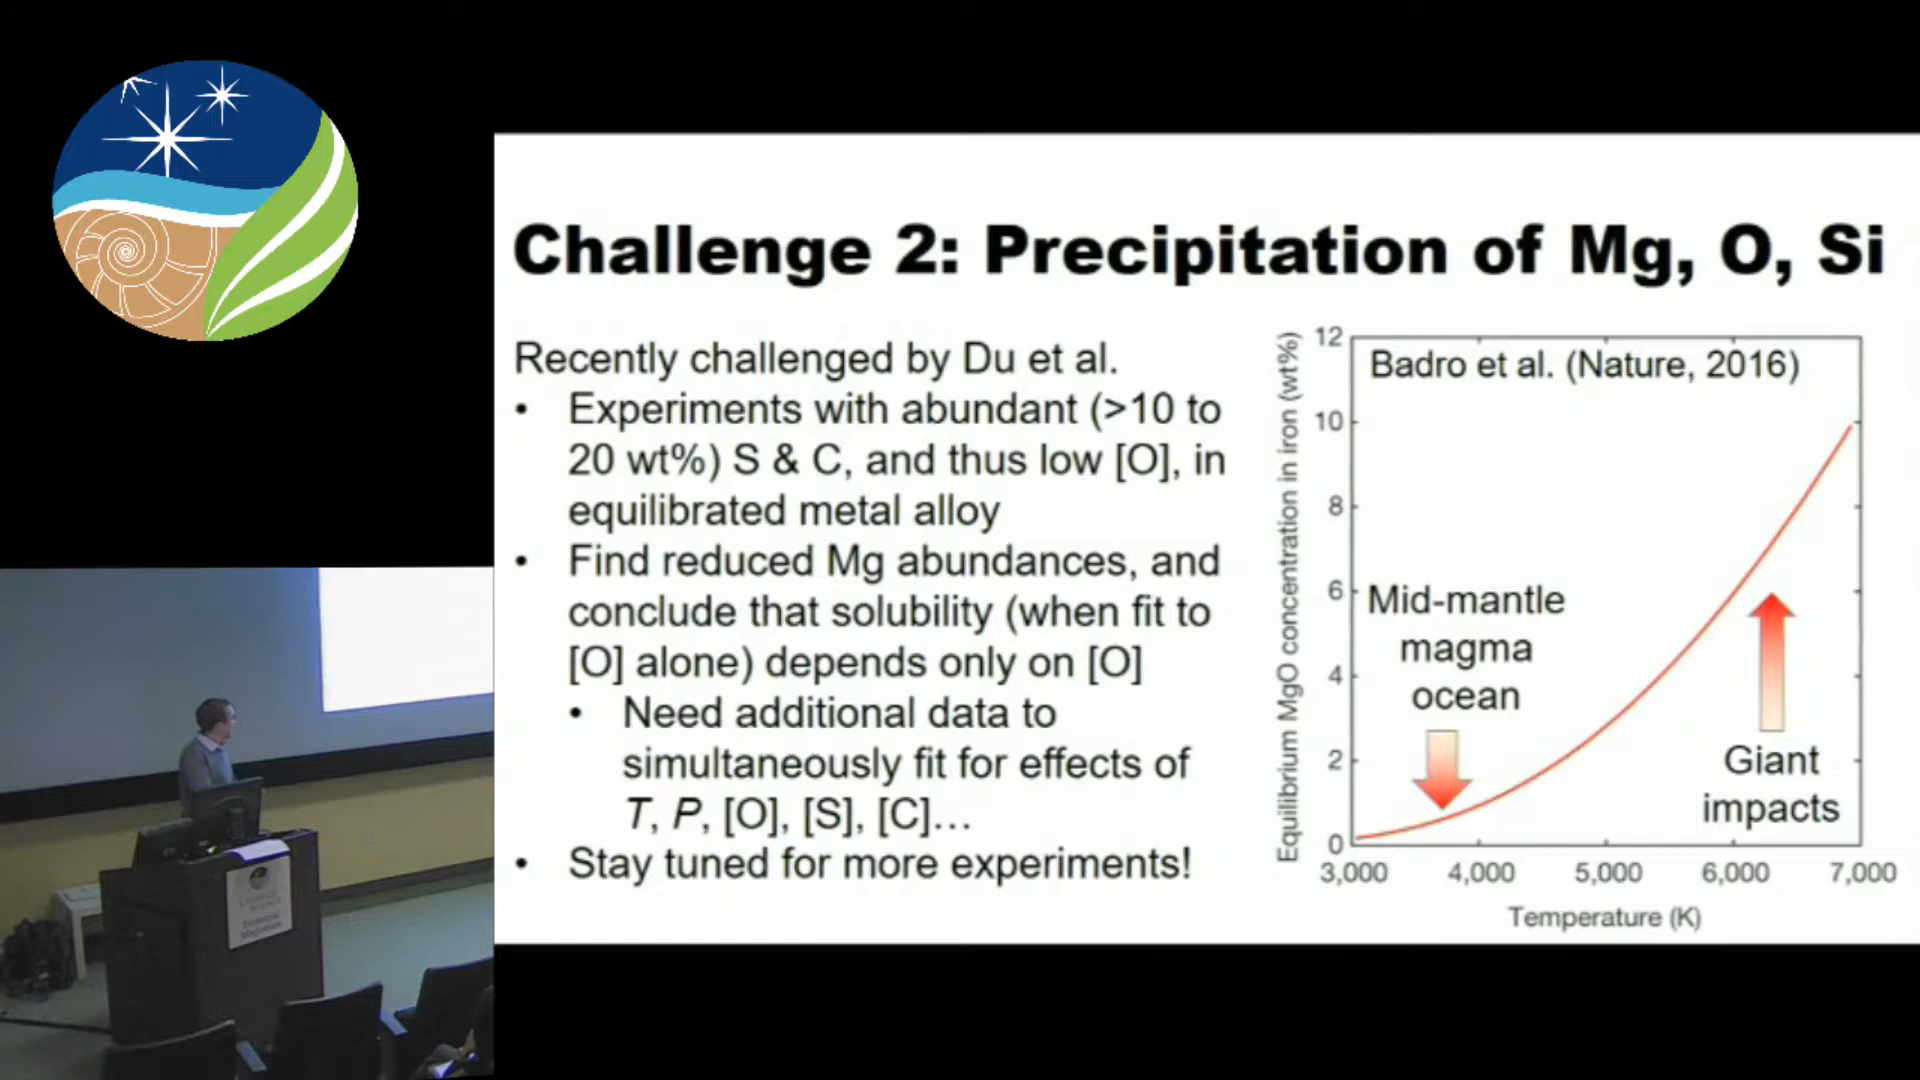 Challenge 2: Precipitation of Mg, O, Si
Recently challenged by Du et al.
• Experiments with abundant (>10 to
20 wt%) S & C, and thus low [O], in
equilibrated metal alloy
• Find reduced Mg abundances, and
conclude that solubility (when fit to
[O] alone) depends only on [O]
• Need additional data to
simultaneously fit for effects of
T, P, [O], [S], [C]…
• Stay tuned for more experiments!
Equilibrium MgO concentration in iron (wt%)
12
10
8
6
4
2
0
Badro et al. (Nature, 2016)
Mid-mantle
magma
ocean
Giant
impacts
3,000
4,000
5,000
6,000
7,000
Temperature (K)